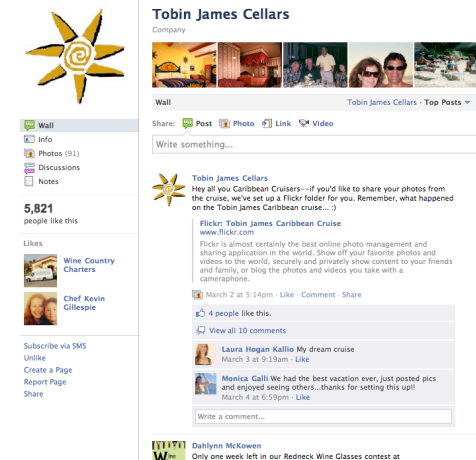 Tobin James Cellars
Company
Wall
Tobin James Cellars · Top Posts
Share: Post Photo Link Video
Write something...
Wall
Info
Photos (91)
Discussions
Notes
5,821
people like this
Likes
Wine Country
Charters
Chef Kevin
Gillespie
Subscribe via SMS
Unlike
Create a Page
Report Page
Share
Tobin James Cellars
Hey all you Caribbean Cruisers--if you'd like to share your photos from
the cruise, we've set up a Flickr folder for you. Remember, what happened
on the Tobin James Caribbean cruise... :)
Flickr: Tobin James Caribbean Cruise
www.flickr.com
Flickr is almost certainly the best online photo management and
sharing application in the world. Show off your favorite photos and
videos to the world, securely and privately show content to your friends
and family, or blog the photos and videos you take with a
cameraphone.
March 2 at 5:14pm · Like · Comment · Share
4 people like this.
View all 10 comments
Laura Hogan Kallio My dream cruise
March 3 at 9:19am · Like
Monica Galli We had the best vacation ever, just posted pics
and enjoyed seeing others...thanks for setting this up!!
March 4 at 6:59pm · Like
Write a comment...
Dahlynn McKowen
Only one week left in our Redneck Wine Glasses contest at
Wine